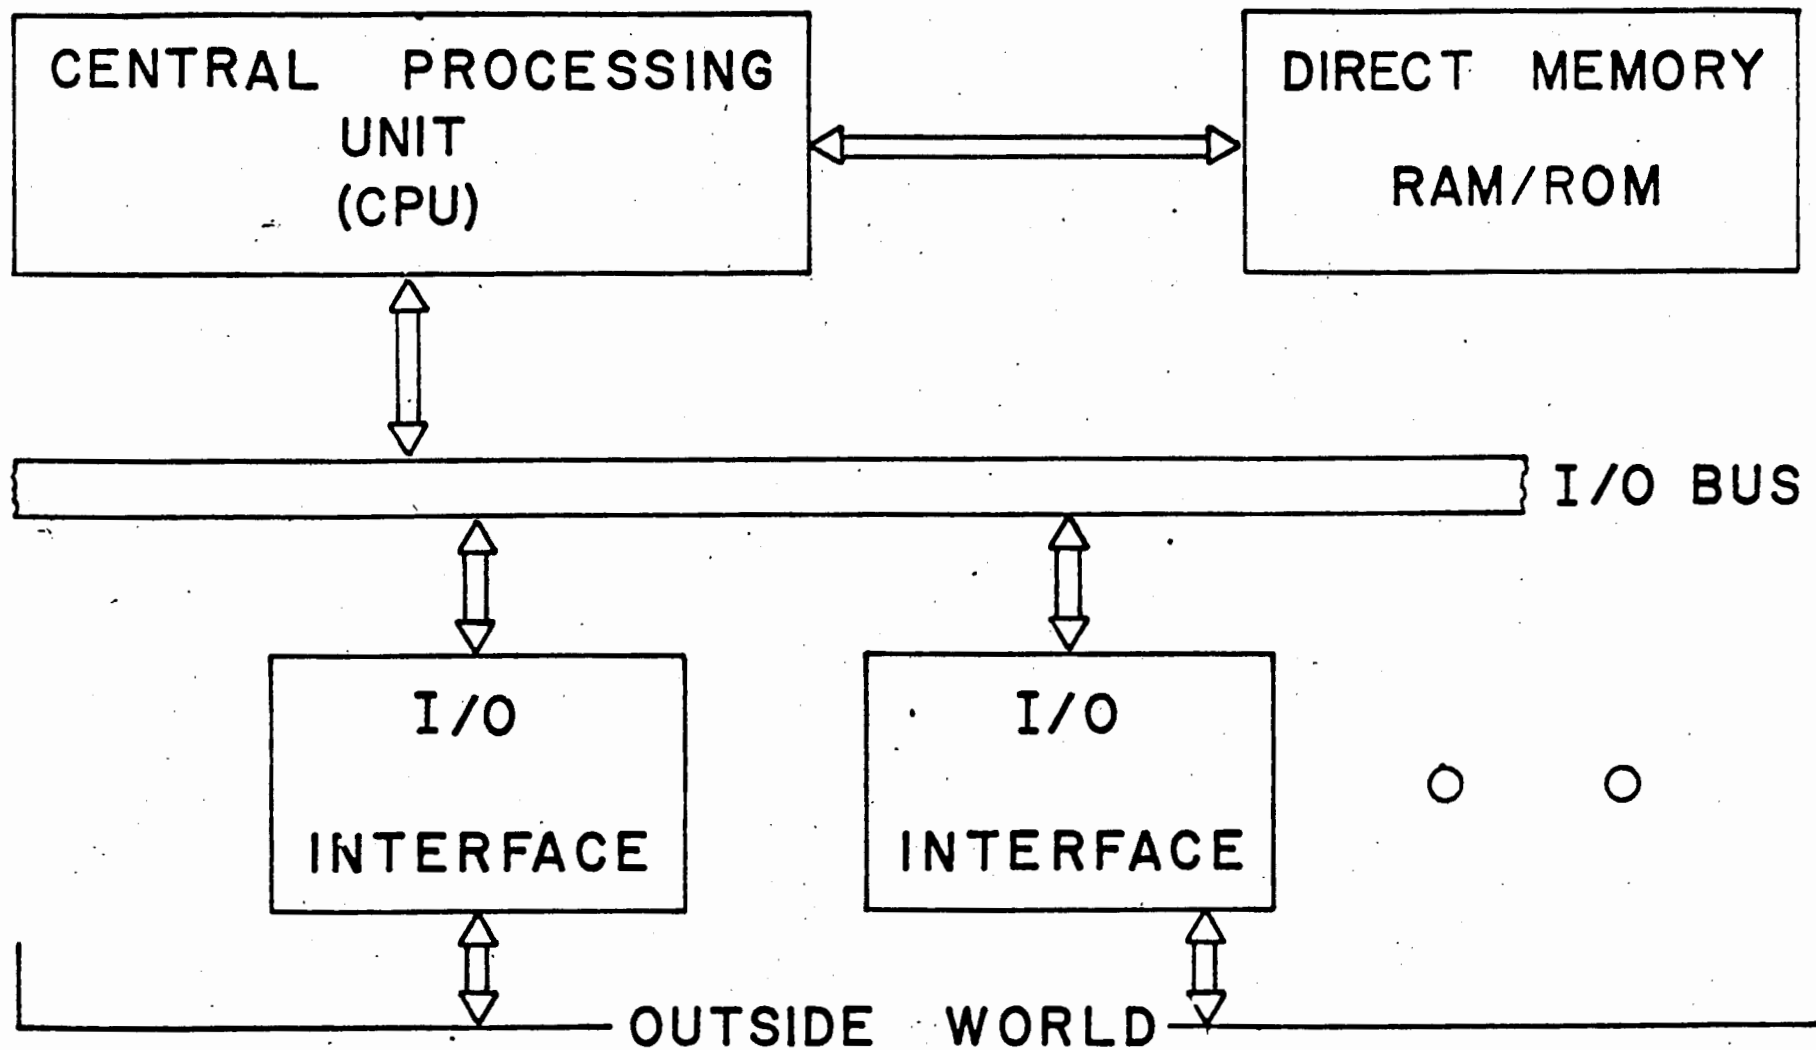 CENTRAL PROCESSING
UNIT
(CPU)
DIRECT MEMORY
RAM/ROM
I/O BUS
I/O
INTERFACE
I/O
INTERFACE
OUTSIDE WORLD